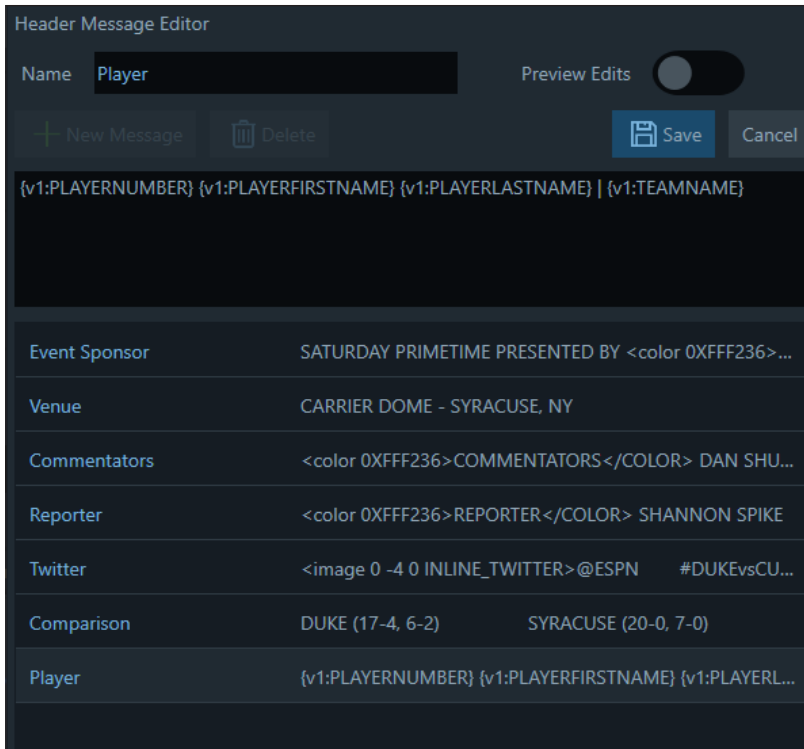 Header Message Editor
Name Player Preview Edits
New Message Delete Save Cancel
{v1:PLAYERNUMBER} {v1:PLAYERFIRSTNAME} {v1:PLAYERLASTNAME} | {v1:TEAMNAME}
Event Sponsor SATURDAY PRIMETIME PRESENTED BY <color 0XFFF236>...
Venue CARRIER DOME - SYRACUSE, NY
Commentators <color 0XFFF236>COMMENTATORS</COLOR> DAN SHU...
Reporter <color 0XFFF236>REPORTER</COLOR> SHANNON SPIKE
Twitter <image 0 -4 0 INLINE_TWITTER>@ESPN #DUKEvsCU...
Comparison DUKE (17-4, 6-2) SYRACUSE (20-0, 7-0)
Player {v1:PLAYERNUMBER} {v1:PLAYERFIRSTNAME} {v1:PLAYERL...